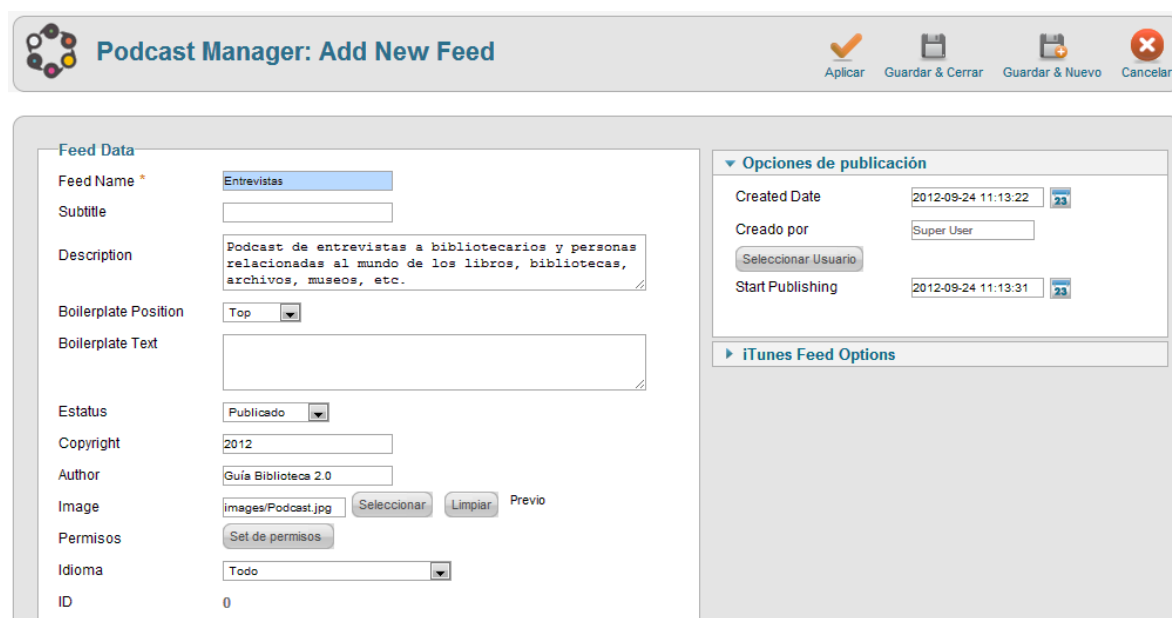 Podcast Manager: Add New Feed
Aplicar
Guardar & Cerrar
Guardar & Nuevo
Cancelar
Feed Data
Feed Name *
Entrevistas
Subtitle
Description
Podcast de entrevistas a bibliotecarios y personas
relacionadas al mundo de los libros, bibliotecas,
archivos, museos, etc.
Boilerplate Position
Top
Boilerplate Text
Estatus
Publicado
Copyright
2012
Author
Guía Biblioteca 2.0
Image
images/Podcast.jpg
Seleccionar
Limpiar
Previo
Permisos
Set de permisos
Idioma
Todo
ID
0
Opciones de publicación
Created Date
2012-09-24 11:13:22
23
Creado por
Super User
Seleccionar Usuario
Start Publishing
2012-09-24 11:13:31
23
iTunes Feed Options